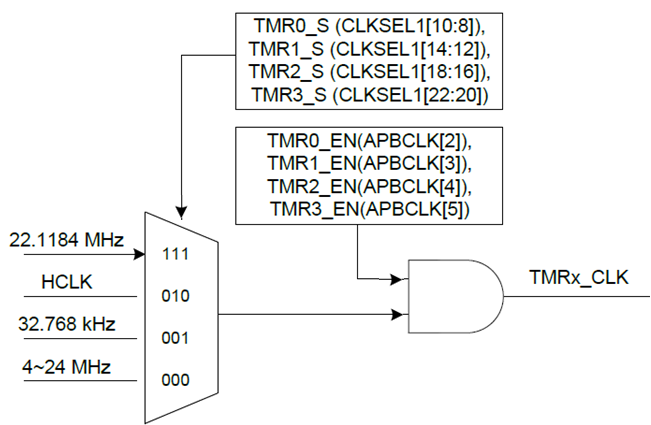 TMR0_S (CLKSEL1[10:8]),
TMR1_S (CLKSEL1[14:12]),
TMR2_S (CLKSEL1[18:16]),
TMR3_S (CLKSEL1[22:20])
TMR0_EN(APBCLK[2]),
TMR1_EN(APBCLK[3]),
TMR2_EN(APBCLK[4]),
TMR3_EN(APBCLK[5])
22.1184 MHz
111
HCLK
010
32.768 kHz
001
4~24 MHz
000
TMRx_CLK